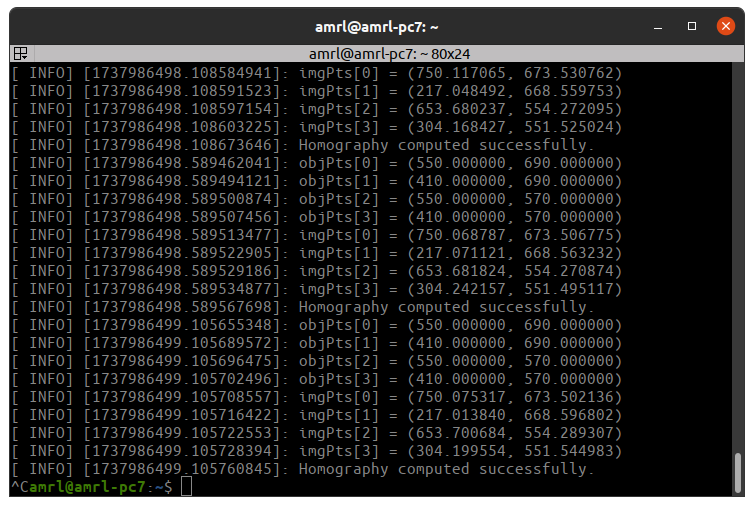 amrl@amrl-pc7: ~
amrl@amrl-pc7: ~ 80x24
[ INFO] [1737986498.108584941]: imgPts[0] = (750.117065, 673.530762)
[ INFO] [1737986498.108591523]: imgPts[1] = (217.048492, 668.559753)
[ INFO] [1737986498.108597154]: imgPts[2] = (653.680237, 554.272095)
[ INFO] [1737986498.108603225]: imgPts[3] = (304.168427, 551.525024)
[ INFO] [1737986498.108673646]: Homography computed successfully.
[ INFO] [1737986498.589462041]: objPts[0] = (550.000000, 690.000000)
[ INFO] [1737986498.589494121]: objPts[1] = (410.000000, 690.000000)
[ INFO] [1737986498.589500874]: objPts[2] = (550.000000, 570.000000)
[ INFO] [1737986498.589507456]: objPts[3] = (410.000000, 570.000000)
[ INFO] [1737986498.589513477]: imgPts[0] = (750.068787, 673.506775)
[ INFO] [1737986498.589522905]: imgPts[1] = (217.071121, 668.563232)
[ INFO] [1737986498.589529186]: imgPts[2] = (653.681824, 554.270874)
[ INFO] [1737986498.589534877]: imgPts[3] = (304.242157, 551.495117)
[ INFO] [1737986498.589567698]: Homography computed successfully.
[ INFO] [1737986499.105655348]: objPts[0] = (550.000000, 690.000000)
[ INFO] [1737986499.105689572]: objPts[1] = (410.000000, 690.000000)
[ INFO] [1737986499.105696475]: objPts[2] = (550.000000, 570.000000)
[ INFO] [1737986499.105702496]: objPts[3] = (410.000000, 570.000000)
[ INFO] [1737986499.105708557]: imgPts[0] = (750.075317, 673.502136)
[ INFO] [1737986499.105716422]: imgPts[1] = (217.013840, 668.596802)
[ INFO] [1737986499.105722553]: imgPts[2] = (653.700684, 554.289307)
[ INFO] [1737986499.105728394]: imgPts[3] = (304.199554, 551.544983)
[ INFO] [1737986499.105760845]: Homography computed successfully.
^Camrl@amrl-pc7:~$